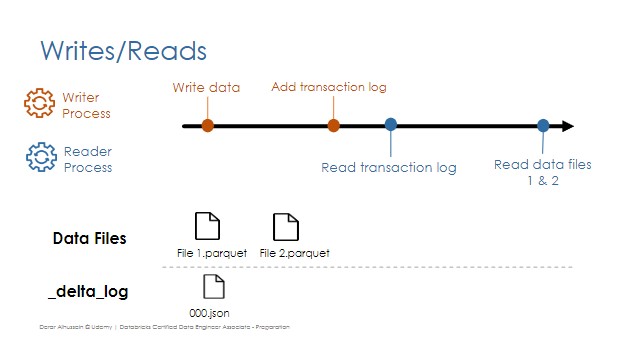 Writes/Reads
Writer
Process
Reader
Process
Write data
Add transaction log
Read transaction log
Read data files
1 & 2
Data Files
File 1.parquet
File 2.parquet
_delta_log
000.json
Derar Alhussein © Udemy | Databricks Certified Data Engineer Associate - Preparation